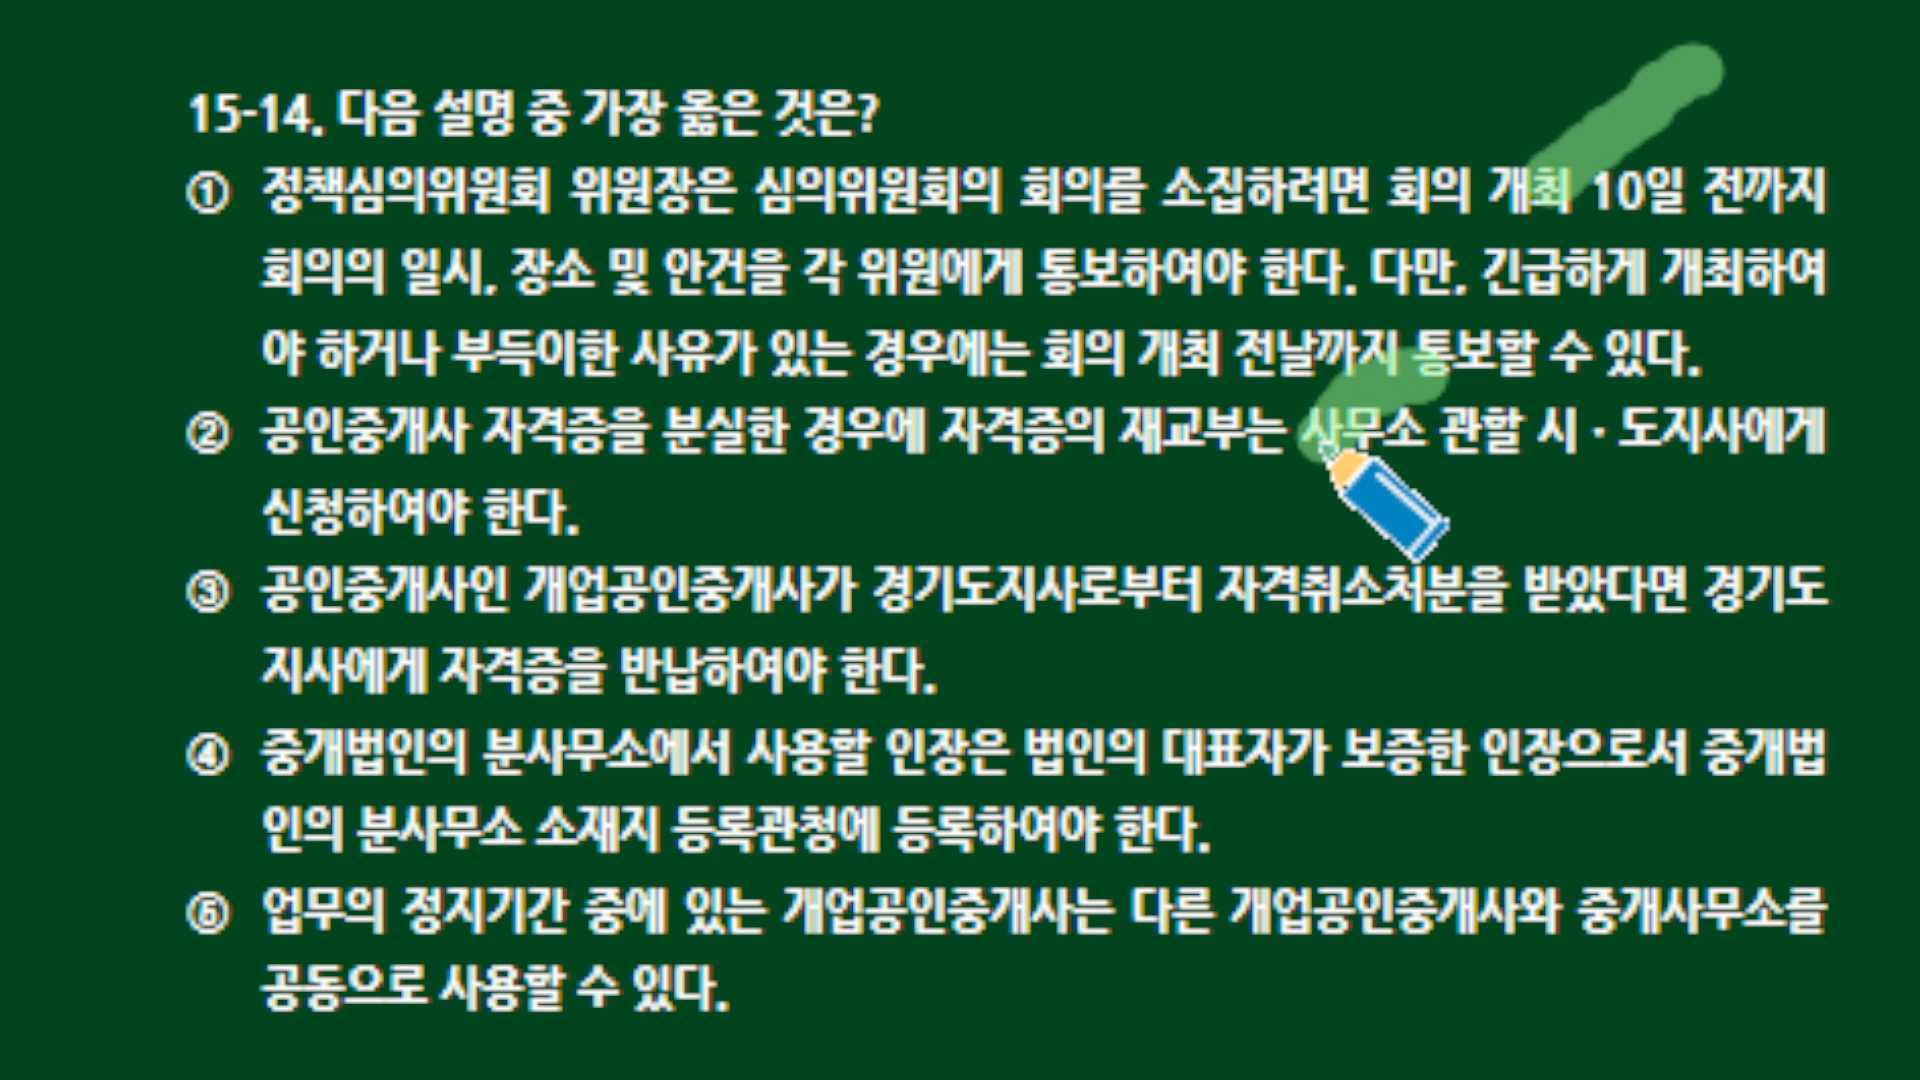 15-14. 다음 설명 중 가장 옳은 것은?
① 정책심의위원회 위원장은 심의위원회의 회의를 소집하려면 회의 개최 10일 전까지
회의의 일시, 장소 및 안건을 각 위원에게 통보하여야 한다. 다만, 긴급하게 개최하여
야 하거나 부득이한 사유가 있는 경우에는 회의 개최 전날까지 통보할 수 있다.
② 공인중개사 자격증을 분실한 경우에 자격증의 재교부는 사무소 관할 시·도지사에게
신청하여야 한다.
③ 공인중개사인 개업공인중개사가 경기도지사로부터 자격취소처분을 받았다면 경기도
지사에게 자격증을 반납하여야 한다.
④ 중개법인의 분사무소에서 사용할 인장은 법인의 대표자가 보증한 인장으로서 중개법
인의 분사무소 소재지 등록관청에 등록하여야 한다.
⑤ 업무의 정지기간 중에 있는 개업공인중개사는 다른 개업공인중개사와 중개사무소를
공동으로 사용할 수 있다.